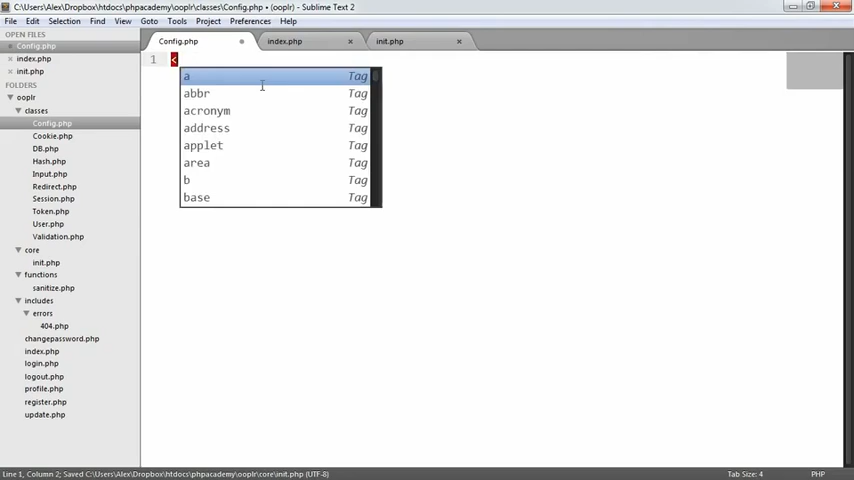 C:\Users\Alex\Dropbox\htdocs\phpacademy\ooplr\classes\Config.php • (ooplr) - Sublime Text 2
File Edit Selection Find View Goto Tools Project Preferences Help
OPEN FILES
Config.php
index.php
init.php
FOLDERS
ooplr
classes
Config.php
Cookie.php
DB.php
Hash.php
Input.php
Redirect.php
Session.php
Token.php
User.php
Validation.php
core
init.php
functions
sanitize.php
includes
errors
404.php
changepassword.php
index.php
login.php
logout.php
profile.php
register.php
update.php
Config.php index.php init.php
1 <
a Tag
abbr Tag
acronym Tag
address Tag
applet Tag
area Tag
b Tag
base Tag
Line 1, Column 2; Saved C:\Users\Alex\Dropbox\htdocs\phpacademy\ooplr\core\init.php (UTF-8) Tab Size: 4 PHP